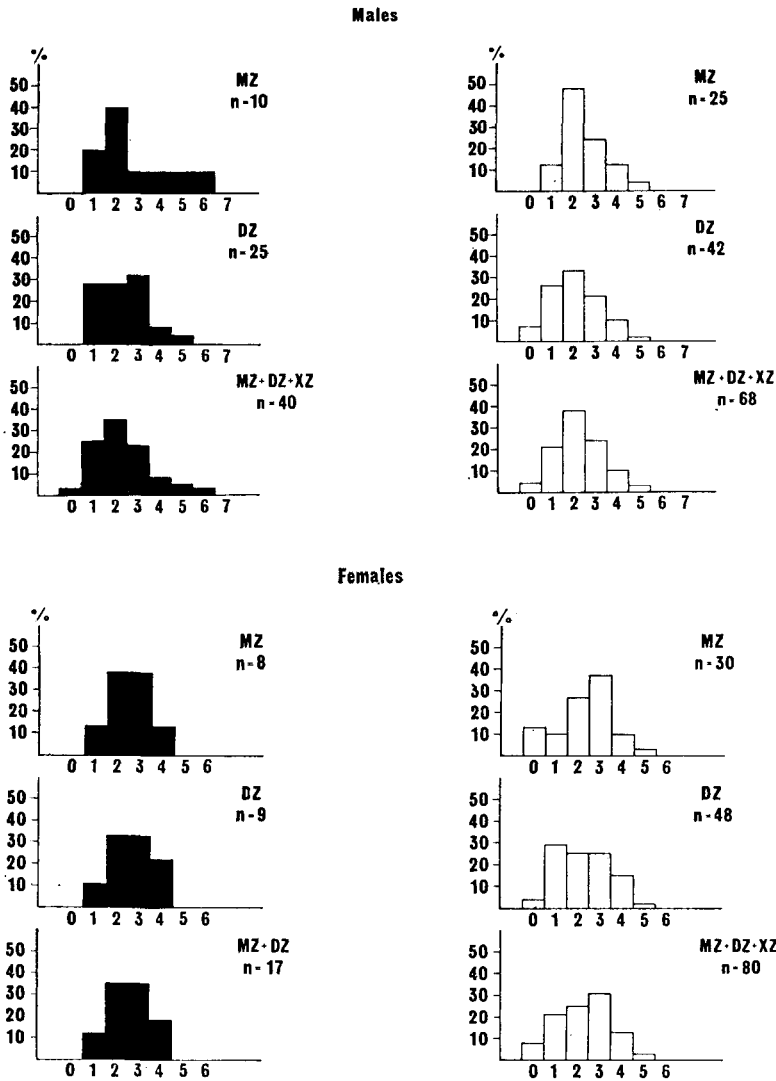 Males
%
MZ
n-10
50
40
30
20
10
0 1 2 3 4 5 6 7
DZ
n-25
50
40
30
20
10
0 1 2 3 4 5 6 7
MZ+DZ+XZ
n-40
50
40
30
20
10
0 1 2 3 4 5 6 7
%
MZ
n-25
50
40
30
20
10
0 1 2 3 4 5 6 7
DZ
n-42
50
40
30
20
10
0 1 2 3 4 5 6 7
MZ+DZ+XZ
n-68
50
40
30
20
10
0 1 2 3 4 5 6 7
Females
%
MZ
n-8
50
40
30
20
10
0 1 2 3 4 5 6
DZ
n-9
50
40
30
20
10
0 1 2 3 4 5 6
MZ+DZ
n-17
50
40
30
20
10
0 1 2 3 4 5 6
%
MZ
n-30
50
40
30
20
10
0 1 2 3 4 5 6
DZ
n-48
50
40
30
20
10
0 1 2 3 4 5 6
MZ+DZ+XZ
n-80
50
40
30
20
10
0 1 2 3 4 5 6